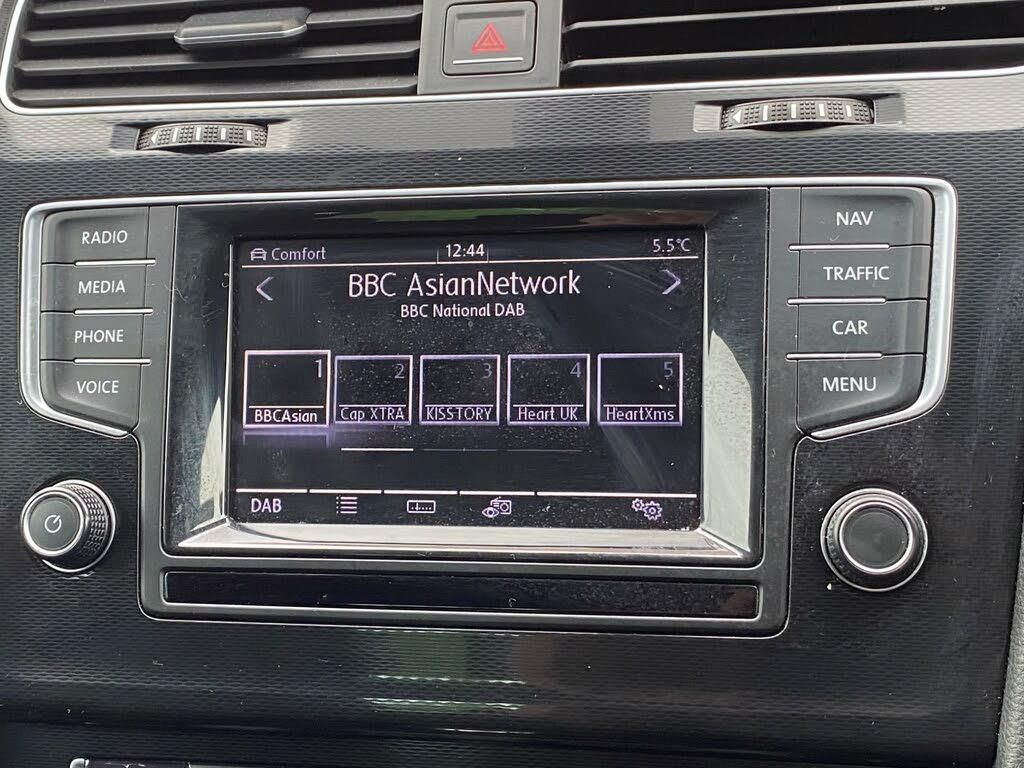 RADIO
MEDIA
PHONE
VOICE
Comfort 12:44 5.5°C
BBC AsianNetwork
BBC National DAB
1 2 3 4 5
BBCAsian Cap XTRA KISSTORY Heart UK HeartXms
DAB
NAV
TRAFFIC
CAR
MENU